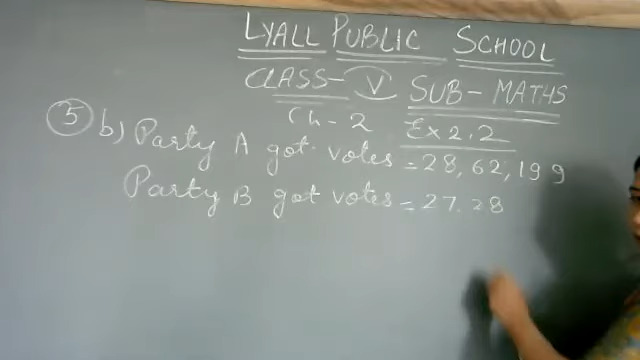 LYALL PUBLIC SCHOOL
CLASS - V SUB - MATHS
Ch - 2 Ex 2.2
5 b) Party A got votes = 28,62,199
Party B got votes = 27,28